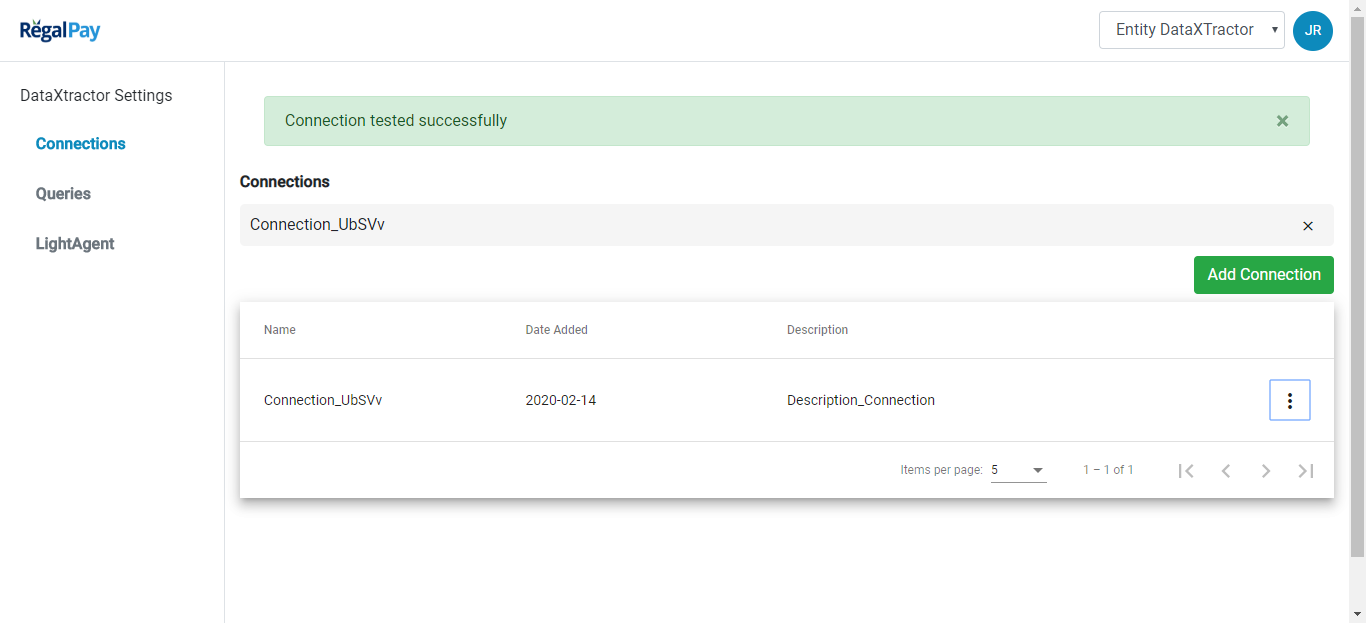 RegalPay
Entity DataXTractor
JR
DataXtractor Settings
Connections
Queries
LightAgent
Connection tested successfully
×
Connections
Connection_UbSVv
×
Add Connection
Name Date Added Description
Connection_UbSVv 2020-02-14 Description_Connection
Items per page: 5 1 – 1 of 1